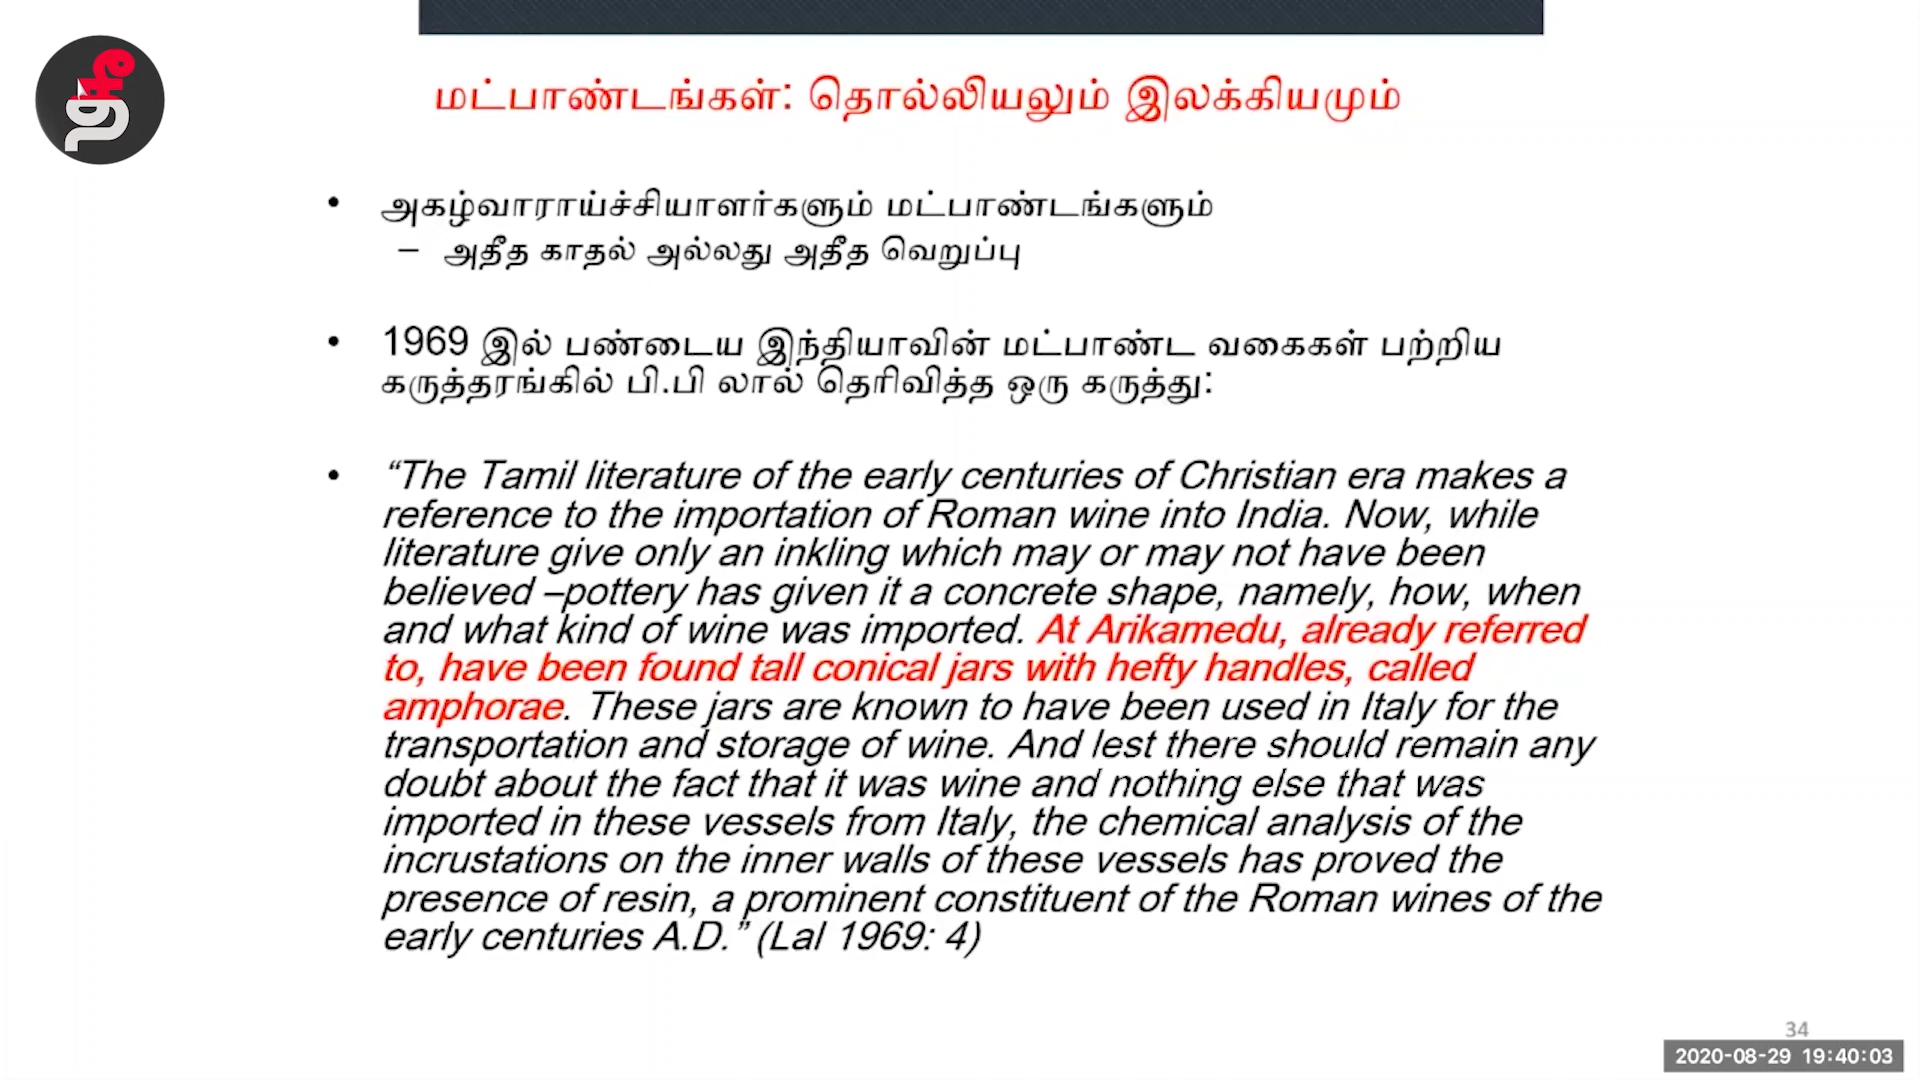 மட்பாண்டங்கள்: தொல்லியலும் இலக்கியமும்
• அகழ்வாராய்ச்சியாளர்களும் மட்பாண்டங்களும்
– அதீத காதல் அல்லது அதீத வெறுப்பு
• 1969 இல் பண்டைய இந்தியாவின் மட்பாண்ட வகைகள் பற்றிய
கருத்தரங்கில் பி.பி லால் தெரிவித்த ஒரு கருத்து:
• “The Tamil literature of the early centuries of Christian era makes a
reference to the importation of Roman wine into India. Now, while
literature give only an inkling which may or may not have been
believed –pottery has given it a concrete shape, namely, how, when
and what kind of wine was imported. At Arikamedu, already referred
to, have been found tall conical jars with hefty handles, called
amphorae. These jars are known to have been used in Italy for the
transportation and storage of wine. And lest there should remain any
doubt about the fact that it was wine and nothing else that was
imported in these vessels from Italy, the chemical analysis of the
incrustations on the inner walls of these vessels has proved the
presence of resin, a prominent constituent of the Roman wines of the
early centuries A.D.” (Lal 1969: 4)
34
2020-08-29 19:40:03